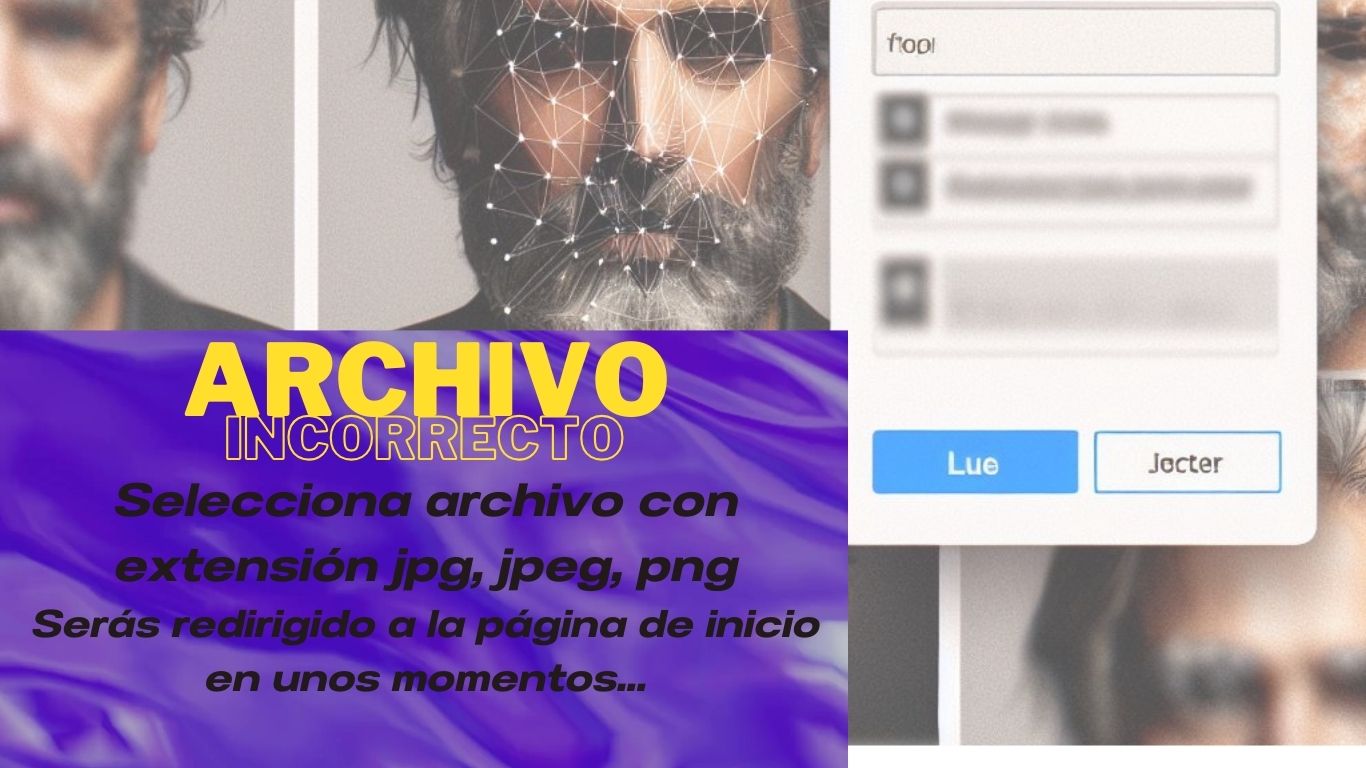 ARCHIVO
INCORRECTO
Selecciona archivo con
extensión jpg, jpeg, png
Serás redirigido a la página de inicio
en unos momentos...
Lue
Jocter